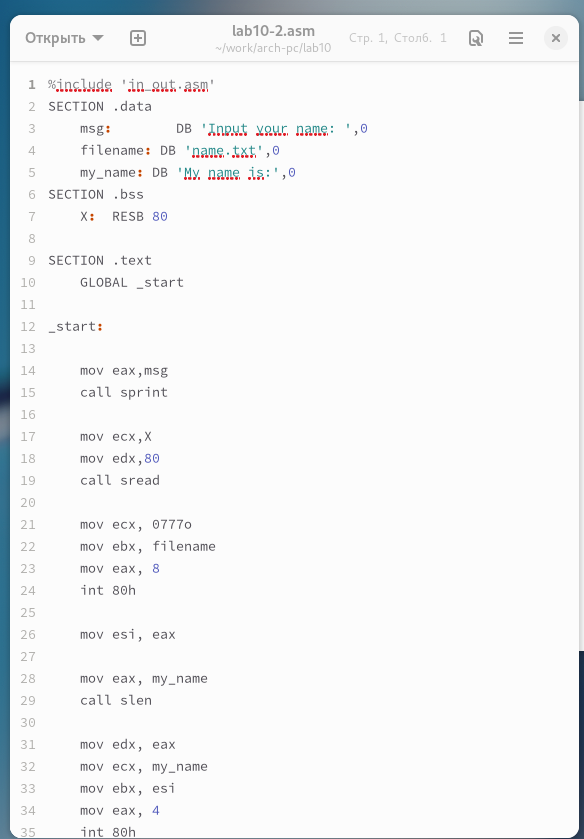 Открыть
lab10-2.asm
~/work/arch-pc/lab10
Стр. 1, Столб. 1
1 %include 'in_out.asm'
2 SECTION .data
3     msg:        DB 'Input your name: ',0
4     filename: DB 'name.txt',0
5     my_name: DB 'My name is:',0
6 SECTION .bss
7     X:  RESB 80
8
9 SECTION .text
10     GLOBAL _start
11
12 _start:
13
14     mov eax,msg
15     call sprint
16
17     mov ecx,X
18     mov edx,80
19     call sread
20
21     mov ecx, 0777o
22     mov ebx, filename
23     mov eax, 8
24     int 80h
25
26     mov esi, eax
27
28     mov eax, my_name
29     call slen
30
31     mov edx, eax
32     mov ecx, my_name
33     mov ebx, esi
34     mov eax, 4
35     int 80h